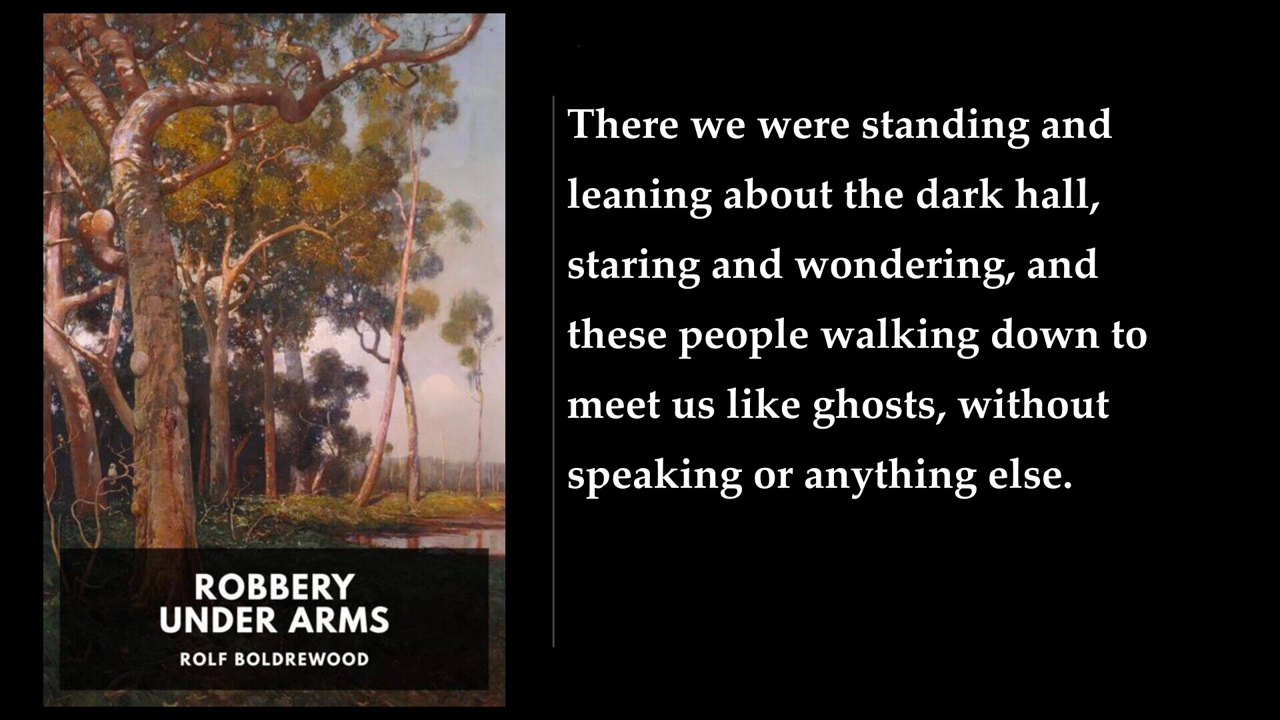 There we were standing and
leaning about the dark hall,
staring and wondering, and
these people walking down to
meet us like ghosts, without
speaking or anything else.
ROBBERY
UNDER ARMS
ROLF BOLDREWOOD